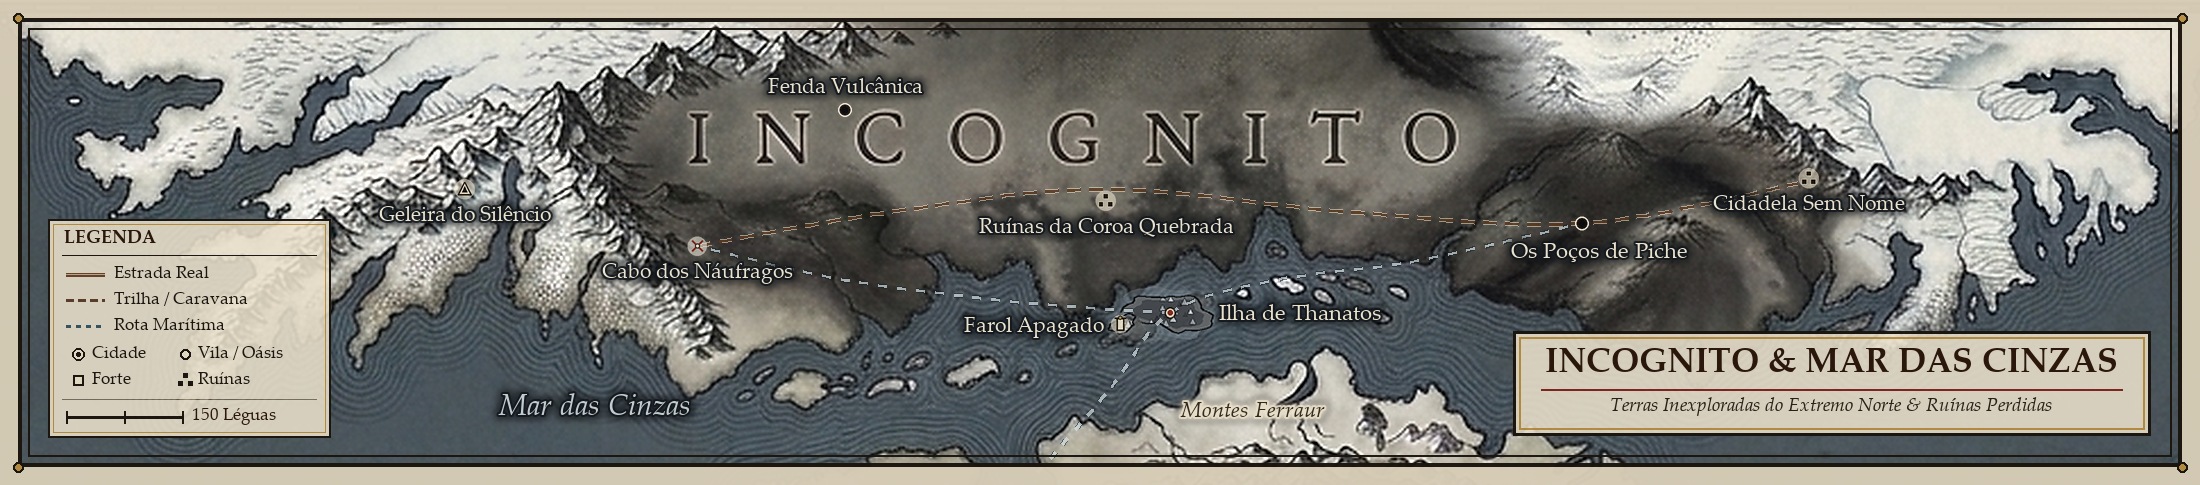 Fenda Vulcânica
INCOGNITO
Geleira do Silêncio
Cidadela Sem Nome
Ruínas da Coroa Quebrada
Os Poços de Piche
Cabo dos Náufragos
Ilha de Thanatos
Farol Apagado
Mar das Cinzas
Montes Ferraur
LEGENDA
Estrada Real
Trilha / Caravana
Rota Marítima
Cidade Vila / Oásis
Forte Ruínas
150 Léguas
INCOGNITO & MAR DAS CINZAS
Terras Inexploradas do Extremo Norte & Ruínas Perdidas